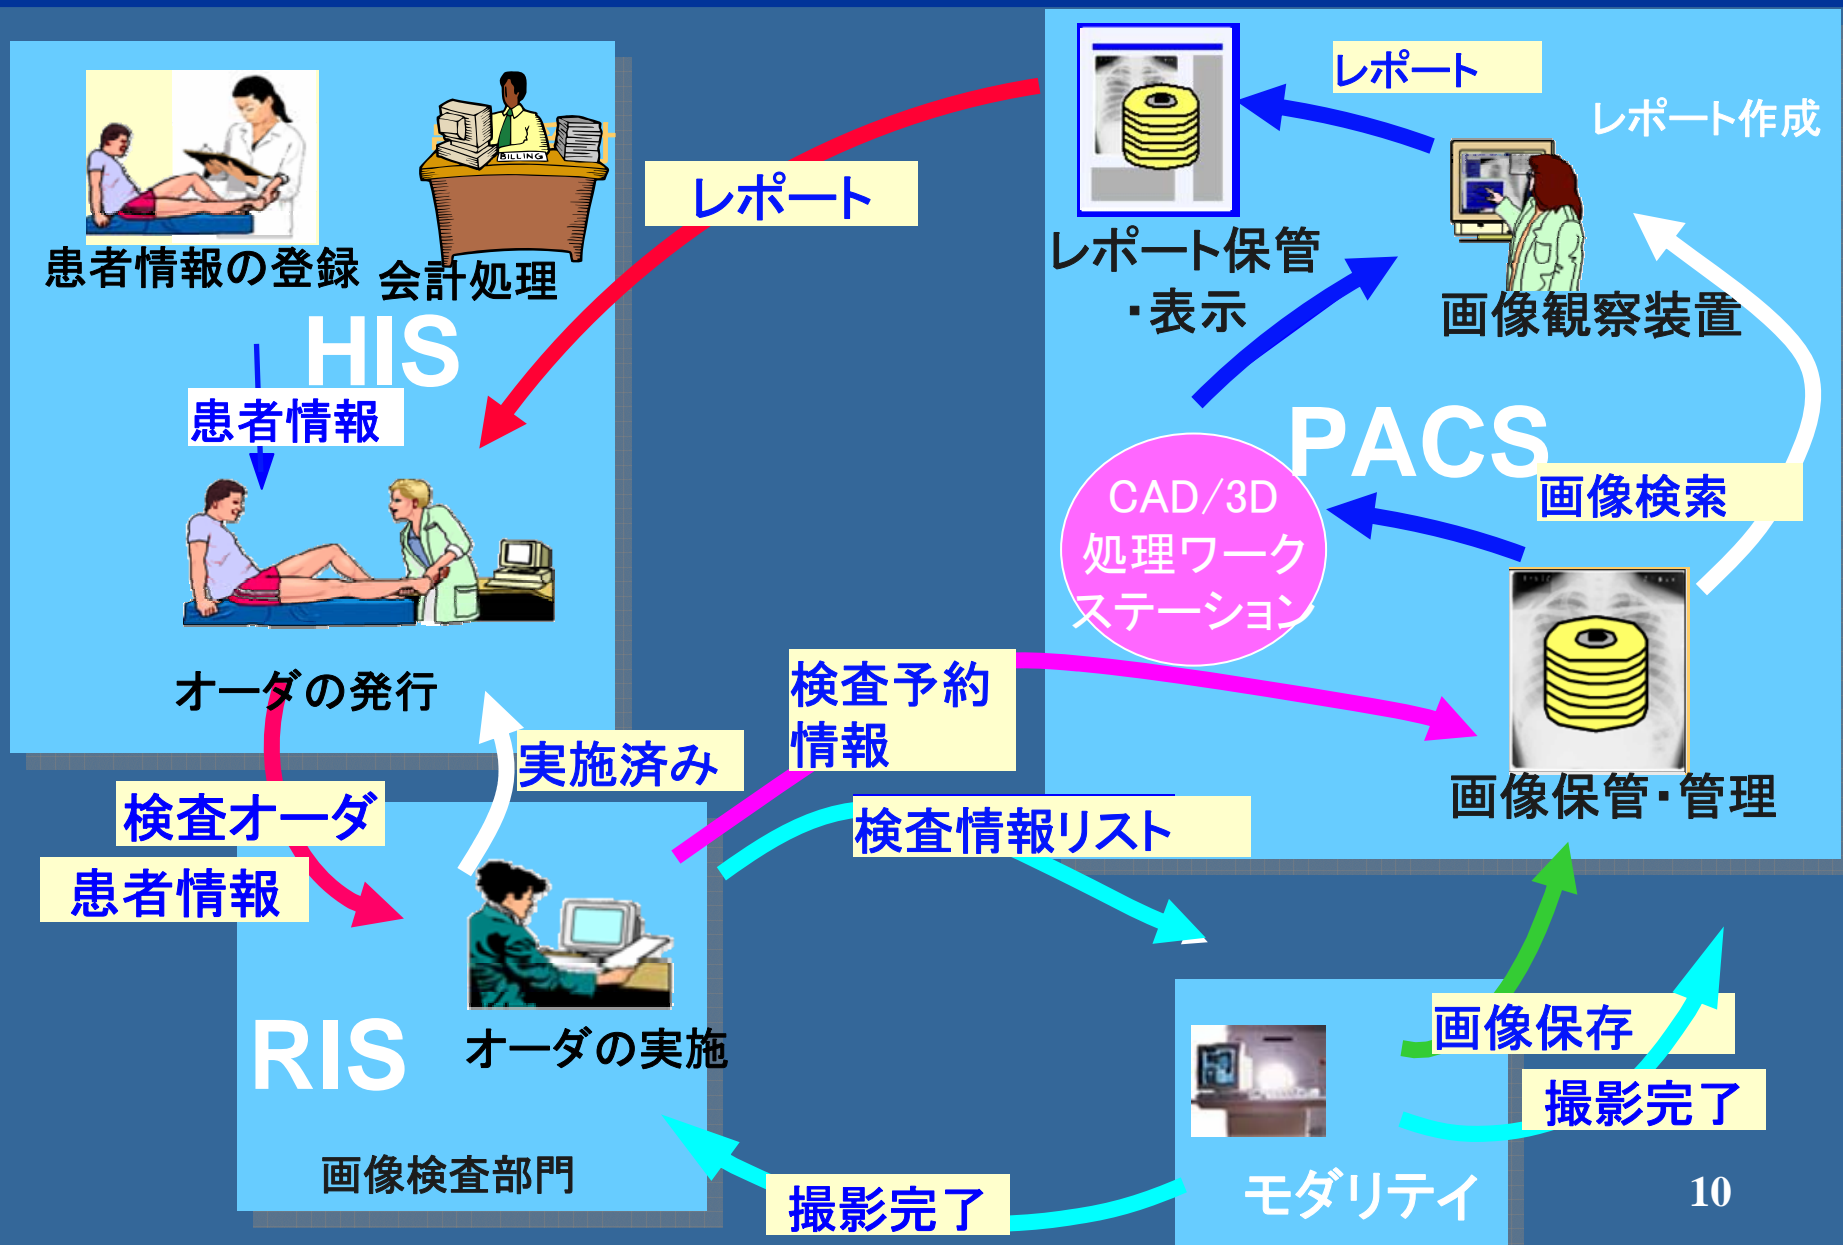 患者情報の登録
BILLING
会計処理
HIS
患者情報
オーダの発行
レポート
レポート
レポート作成
レポート保管
・表示
画像観察装置
PACS
CAD/3D
処理ワーク
ステーション
画像検索
画像保管・管理
検査予約
情報
実施済み
検査オーダ
患者情報
検査情報リスト
RIS
オーダの実施
画像検査部門
撮影完了
画像保存
撮影完了
モダリテイ
10